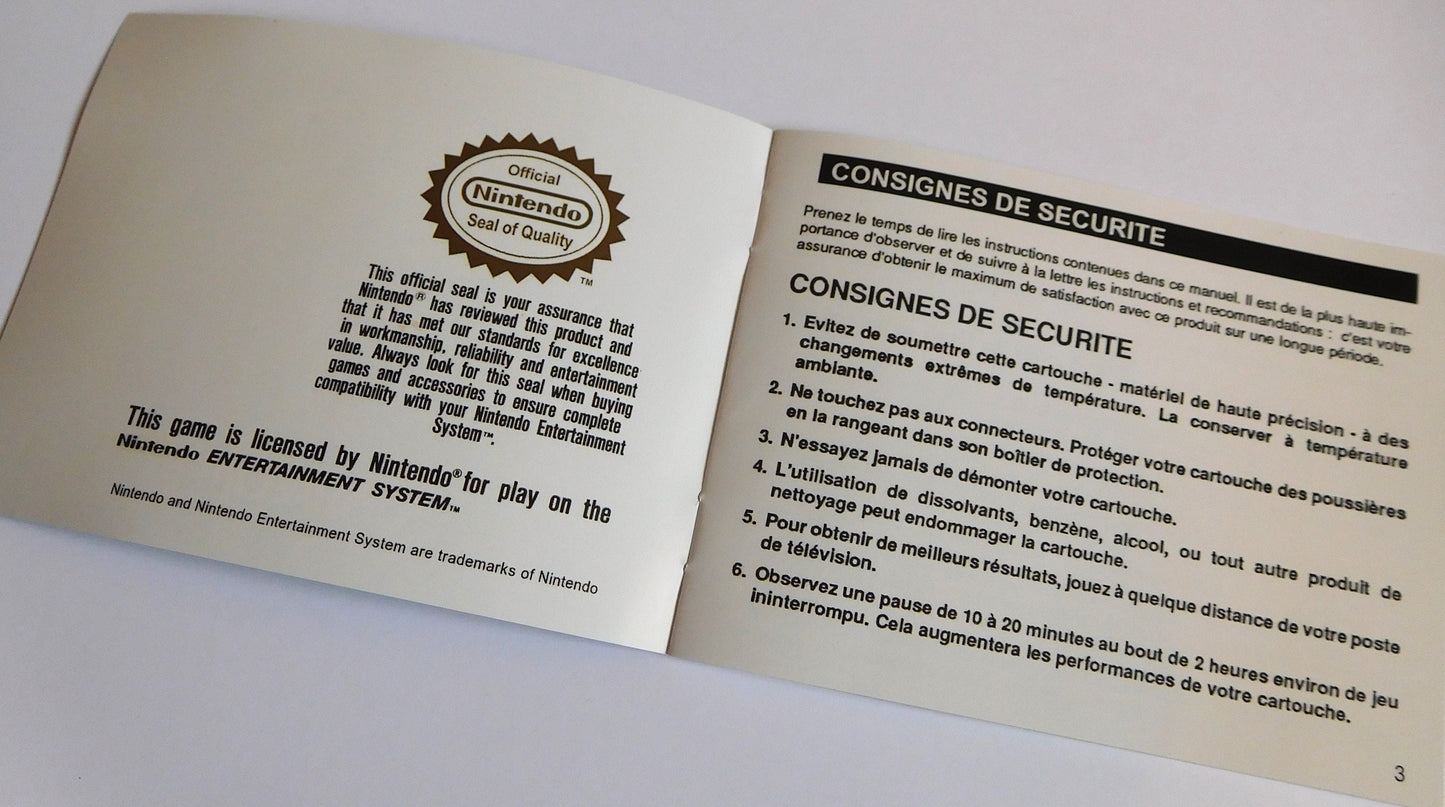 Official
Nintendo
Seal of Quality
TM
This official seal is your assurance that
Nintendo® has reviewed this product and
that it has met our standards for excellence
in workmanship, reliability and entertainment
value. Always look for this seal when buying
games and accessories to ensure complete
compatibility with your Nintendo Entertainment
System™.
This game is licensed by Nintendo® for play on the
Nintendo ENTERTAINMENT SYSTEM™
Nintendo and Nintendo Entertainment System are trademarks of Nintendo
CONSIGNES DE SECURITE
Prenez le temps de lire les instructions contenues dans ce manuel. Il est de la plus haute im-
portance d'observer et de suivre à la lettre les instructions et recommandations : c'est votre
assurance d'obtenir le maximum de satisfaction avec ce produit sur une longue période.
CONSIGNES DE SECURITE
1. Evitez de soumettre cette cartouche - matériel de haute précision - à des
changements extrêmes de température. La conserver à température
ambiante.
2. Ne touchez pas aux connecteurs. Protéger votre cartouche des poussières
en la rangeant dans son boîtier de protection.
3. N'essayez jamais de démonter votre cartouche.
4. L'utilisation de dissolvants, benzène, alcool, ou tout autre produit de
nettoyage peut endommager la cartouche.
5. Pour obtenir de meilleurs résultats, jouez à quelque distance de votre poste
de télévision.
6. Observez une pause de 10 à 20 minutes au bout de 2 heures environ de jeu
ininterrompu. Cela augmentera les performances de votre cartouche.
3